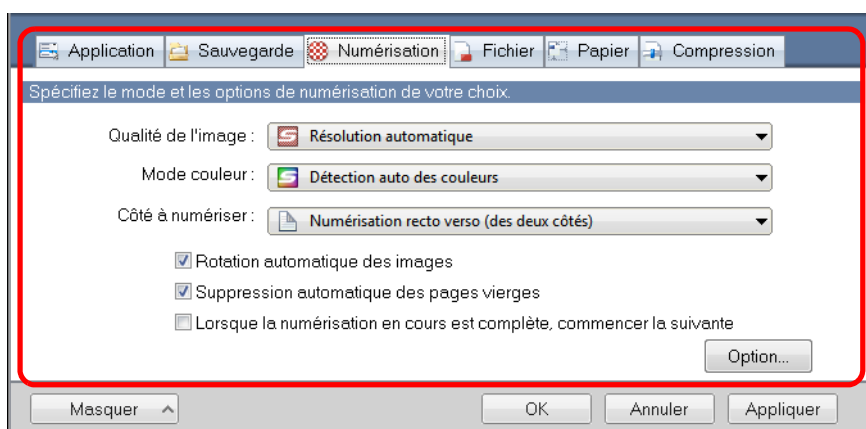 Application Sauvegarde Numérisation Fichier Papier Compression
Spécifiez le mode et les options de numérisation de votre choix.
Qualité de l'image : Résolution automatique
Mode couleur : Détection auto des couleurs
Côté à numériser : Numérisation recto verso (des deux côtés)
Rotation automatique des images
Suppression automatique des pages vierges
Lorsque la numérisation en cours est complète, commencer la suivante
Option...
Masquer OK Annuler Appliquer